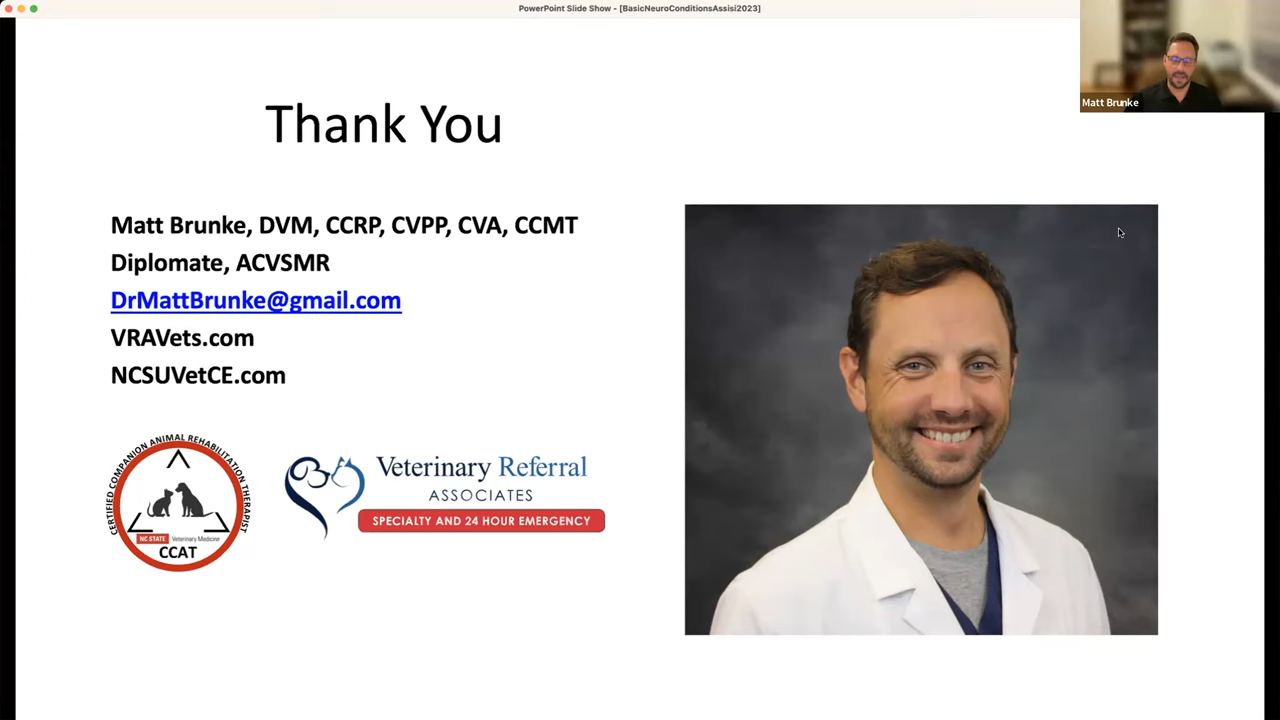 PowerPoint Slide Show - [BasicNeuroConditionsAssisi2023]
Matt Brunke
Thank You
Matt Brunke, DVM, CCRP, CVPP, CVA, CCMT
Diplomate, ACVSMR
DrMattBrunke@gmail.com
VRAVets.com
NCSUVetCE.com
CERTIFIED COMPANION ANIMAL REHABILITATION THERAPIST
NC STATE Veterinary Medicine
CCAT
Veterinary Referral
ASSOCIATES
SPECIALTY AND 24 HOUR EMERGENCY